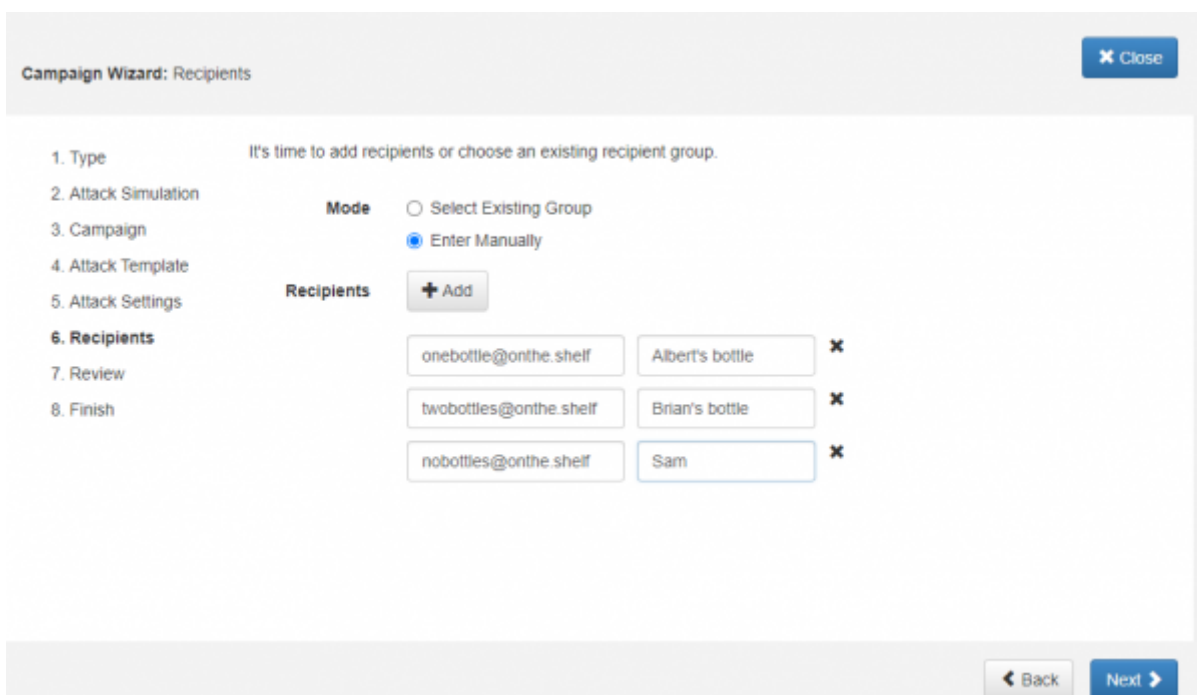 Close
Campaign Wizard: Recipients
1. Type
2. Attack Simulation
3. Campaign
4. Attack Template
5. Attack Settings
6. Recipients
7. Review
8. Finish
It's time to add recipients or choose an existing recipient group.
Mode
Select Existing Group
Enter Manually
Recipients
Add
onebottle@onthe.shelf Albert's bottle
twobottles@onthe.shelf Brian's bottle
nobottles@onthe.shelf Sam
Back Next